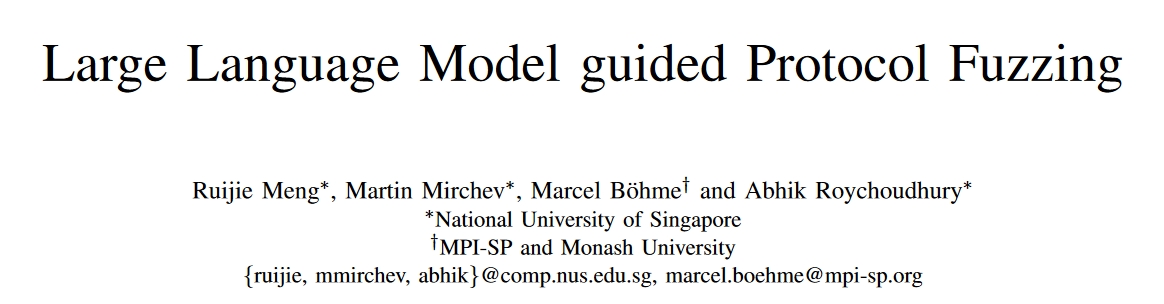 Large Language Model guided Protocol Fuzzing
Ruijie Meng*, Martin Mirchev*, Marcel Böhme† and Abhik Roychoudhury*
*National University of Singapore
†MPI-SP and Monash University
{ruijie, mmirchev, abhik}@comp.nus.edu.sg, marcel.boehme@mpi-sp.org